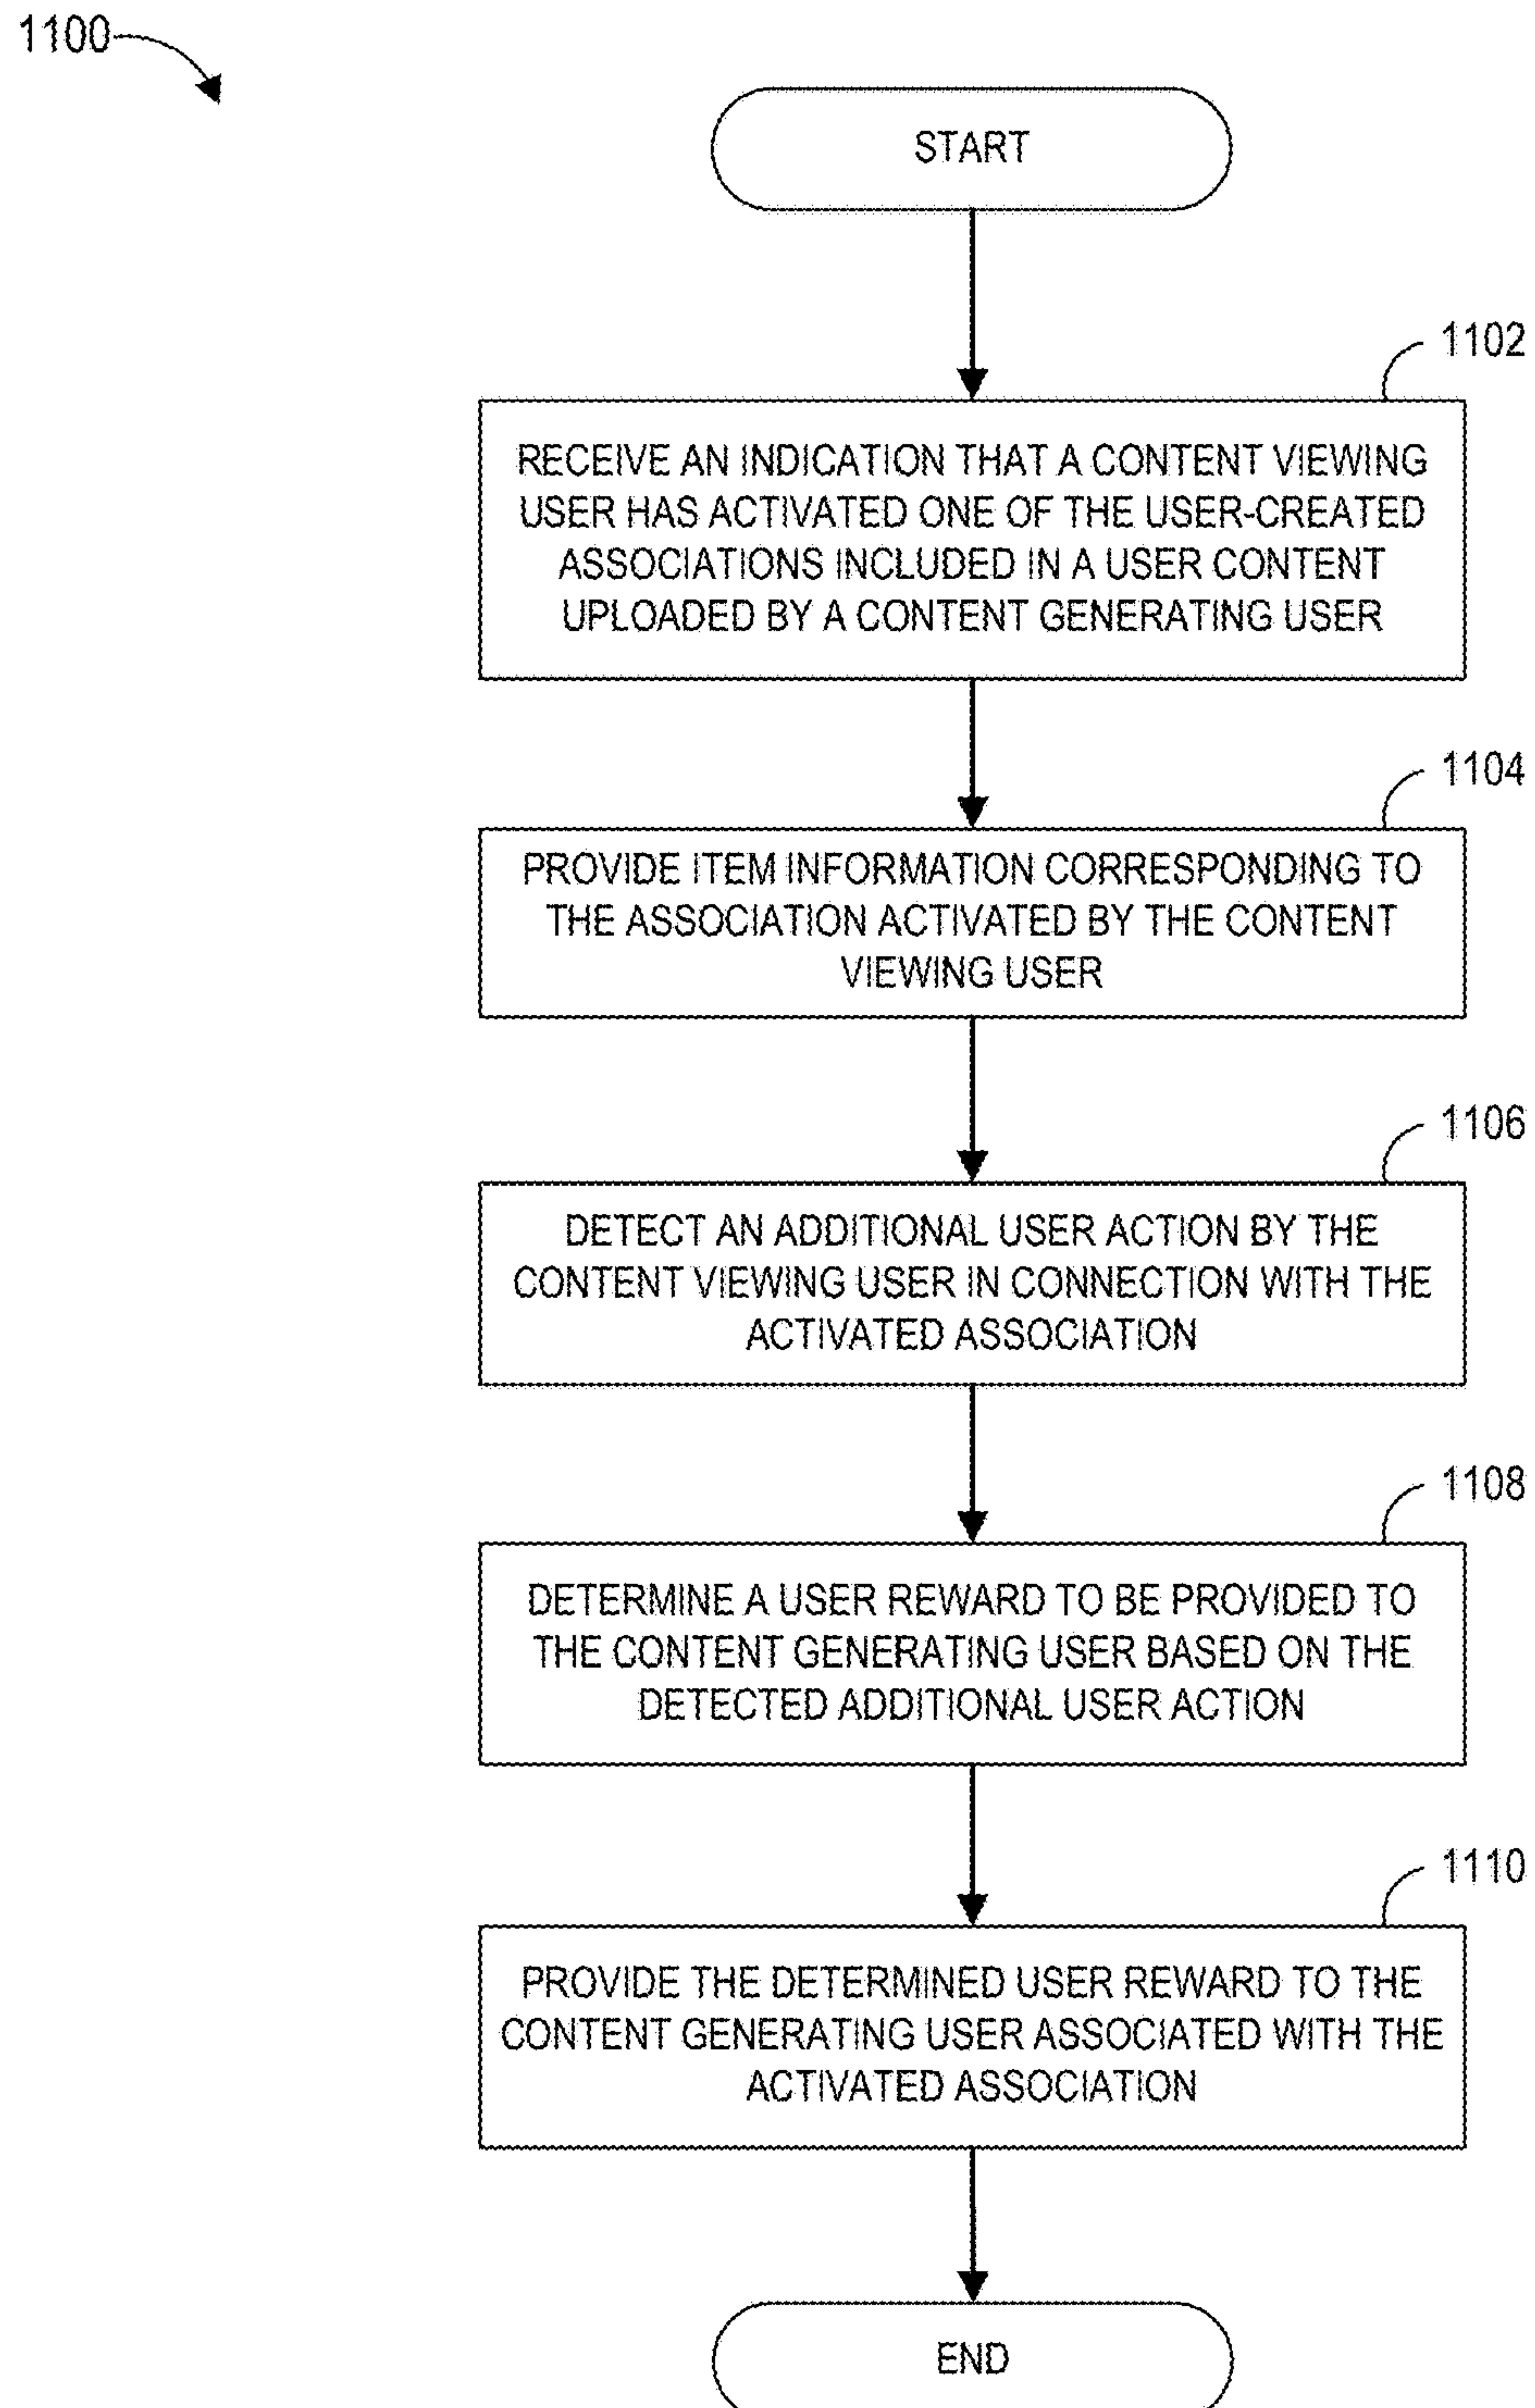 1100
START
1102
RECEIVE AN INDICATION THAT A CONTENT VIEWING
USER HAS ACTIVATED ONE OF THE USER-CREATED
ASSOCIATIONS INCLUDED IN A USER CONTENT
UPLOADED BY A CONTENT GENERATING USER
1104
PROVIDE ITEM INFORMATION CORRESPONDING TO
THE ASSOCIATION ACTIVATED BY THE CONTENT
VIEWING USER
1106
DETECT AN ADDITIONAL USER ACTION BY THE
CONTENT VIEWING USER IN CONNECTION WITH THE
ACTIVATED ASSOCIATION
1108
DETERMINE A USER REWARD TO BE PROVIDED TO
THE CONTENT GENERATING USER BASED ON THE
DETECTED ADDITIONAL USER ACTION
1110
PROVIDE THE DETERMINED USER REWARD TO THE
CONTENT GENERATING USER ASSOCIATED WITH THE
ACTIVATED ASSOCIATION
END